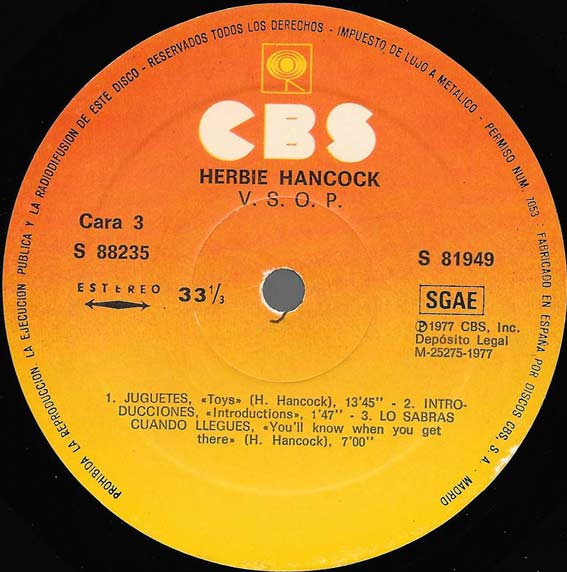 PROHIBIDA LA REPRODUCCION, LA EJECUCION PUBLICA Y LA RADIODIFUSION DE ESTE DISCO - RESERVADOS TODOS LOS DERECHOS - IMPUESTO DE LUJO A METALICO - PERMISO NUM. 7053 - FABRICADO EN ESPAÑA POR DISCOS CBS, S. A. - MADRID
CBS
HERBIE HANCOCK
V. S. O. P.
Cara 3
S 88235
S 81949
ESTEREO
33 1/3
SGAE
℗1977 CBS, Inc.
Depósito Legal
M-25275-1977
1. JUGUETES, «Toys» (H. Hancock), 13'45" - 2. INTRO-
DUCCIONES, «Introductions», 1'47" - 3. LO SABRAS
CUANDO LLEGUES, «You'll know when you get
there» (H. Hancock), 7'00"